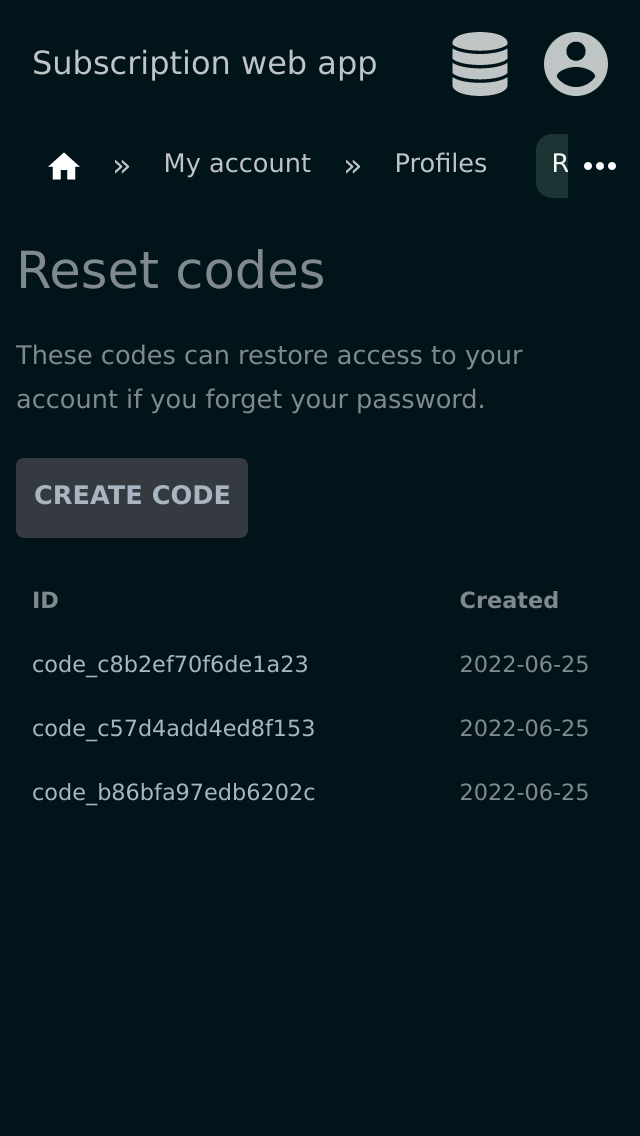 Subscription web app
» My account » Profiles R
Reset codes
These codes can restore access to your
account if you forget your password.
CREATE CODE
ID Created
code_c8b2ef70f6de1a23 2022-06-25
code_c57d4add4ed8f153 2022-06-25
code_b86bfa97edb6202c 2022-06-25